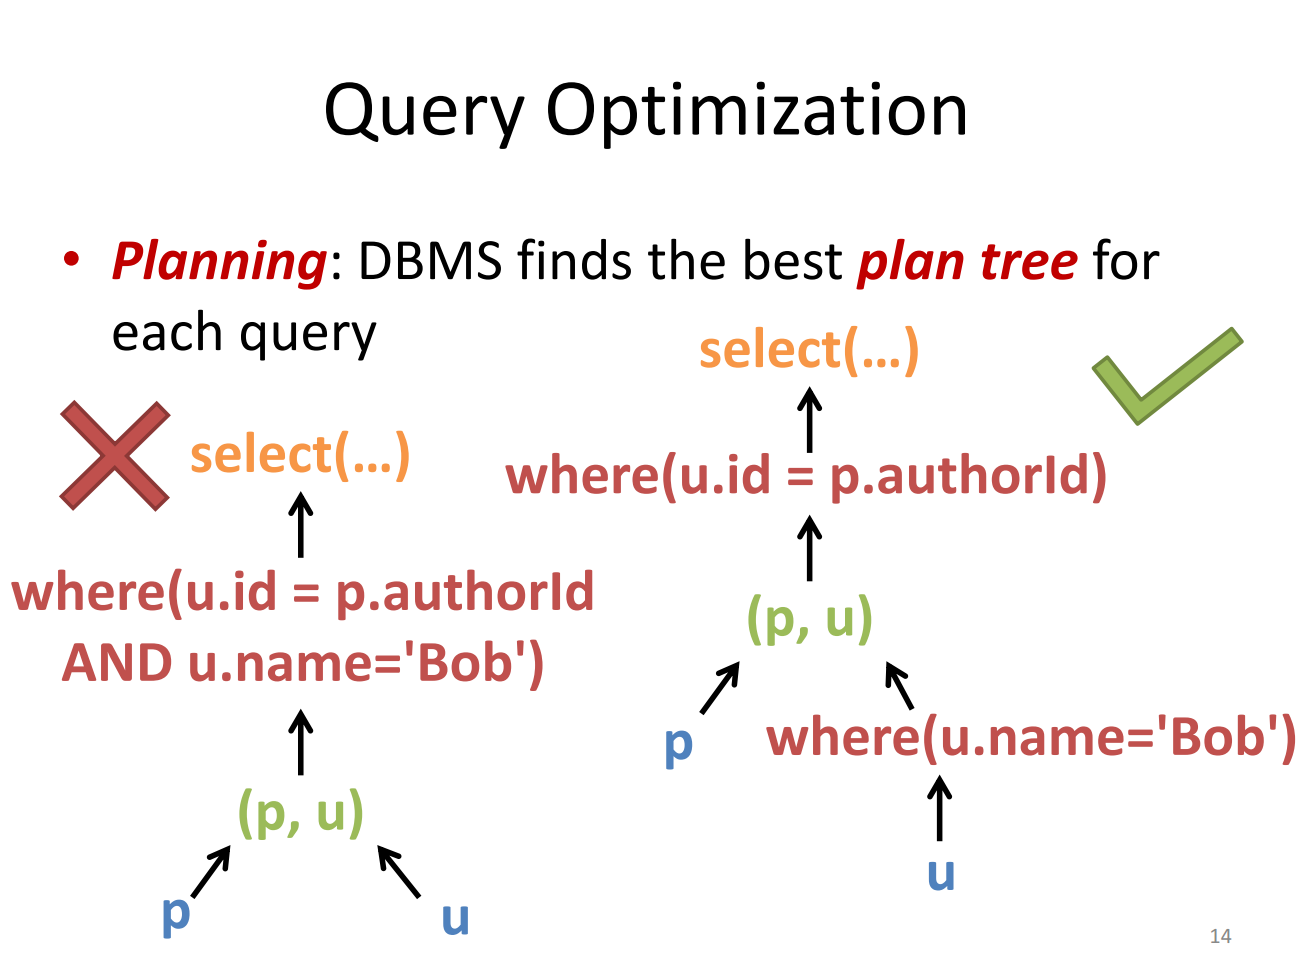 Query Optimization
• Planning: DBMS finds the best plan tree for
each query
select(…)
where(u.id = p.authorId
AND u.name='Bob')
(p, u)
p
u
select(…)
where(u.id = p.authorId)
(p, u)
p
where(u.name='Bob')
u
14